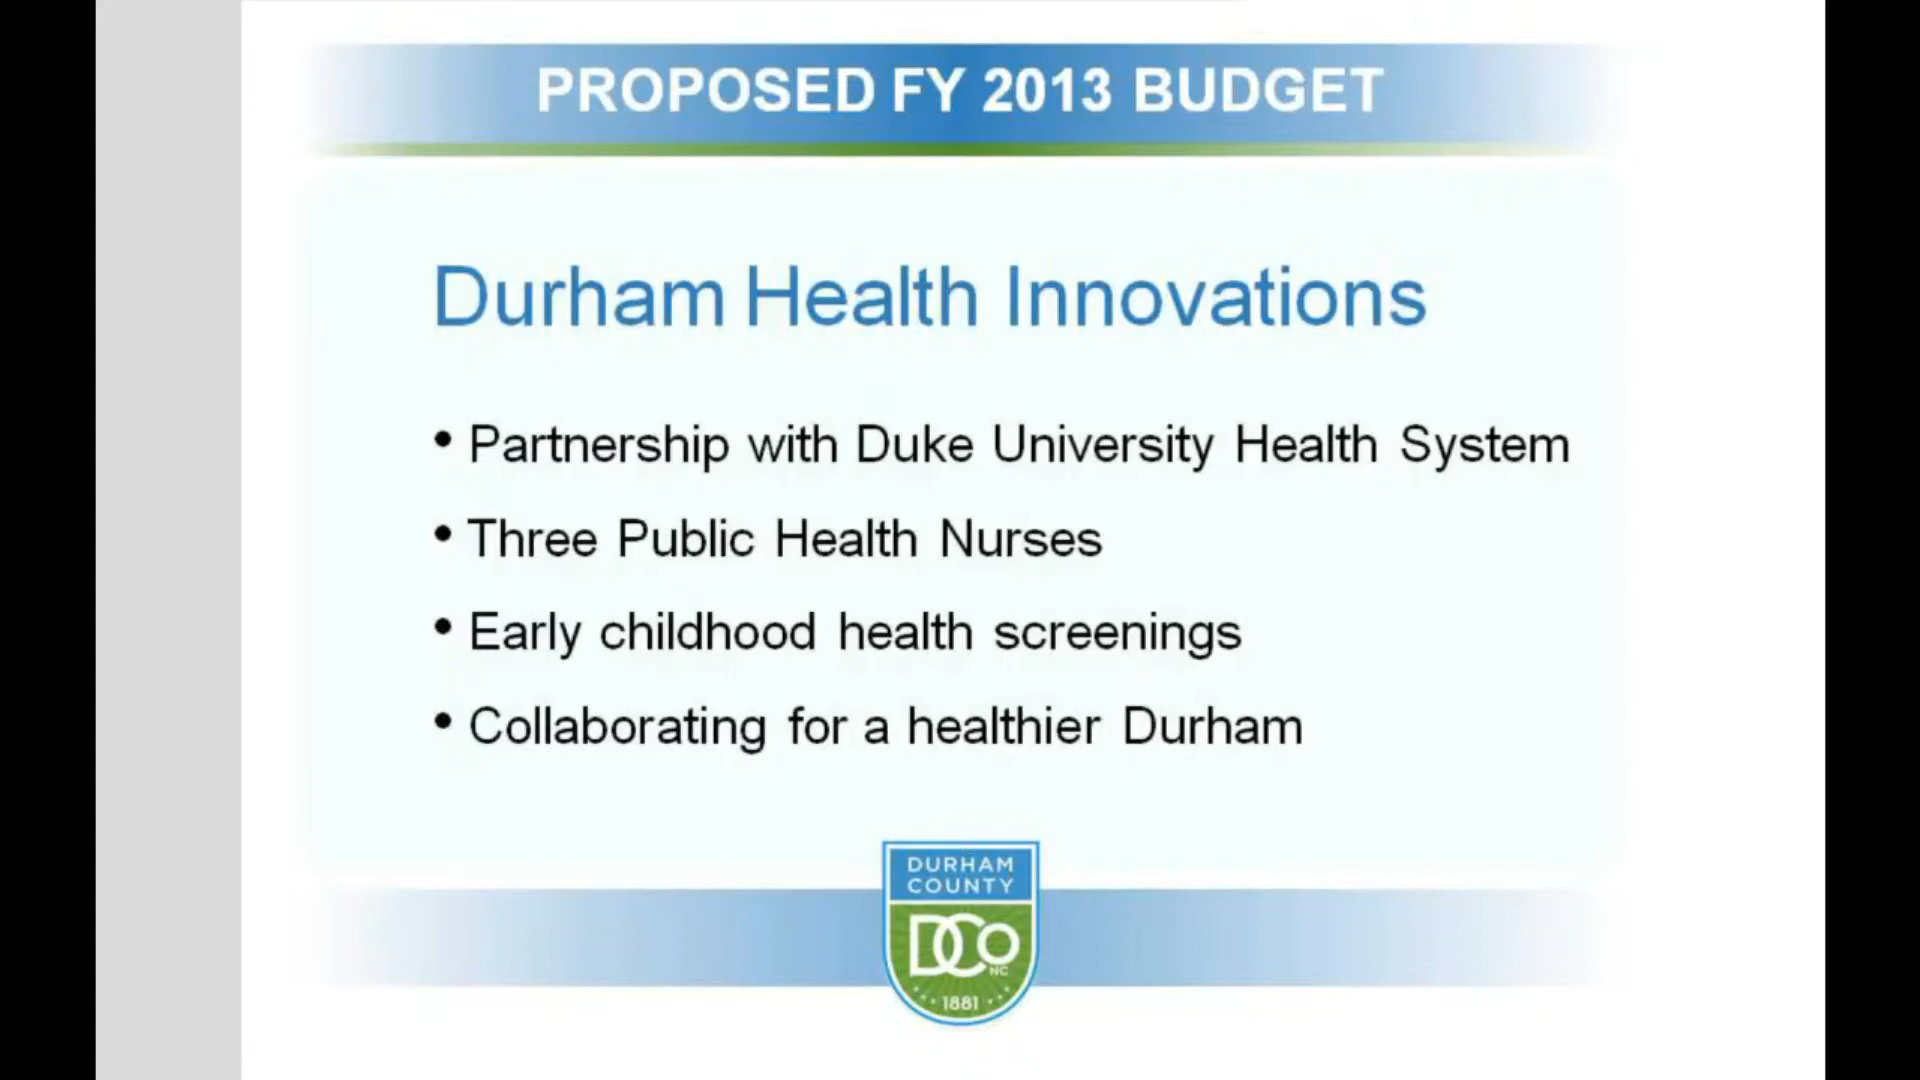 PROPOSED FY 2013 BUDGET
Durham Health Innovations
• Partnership with Duke University Health System
• Three Public Health Nurses
• Early childhood health screenings
• Collaborating for a healthier Durham
DURHAM
COUNTY
DCo
NC
1881